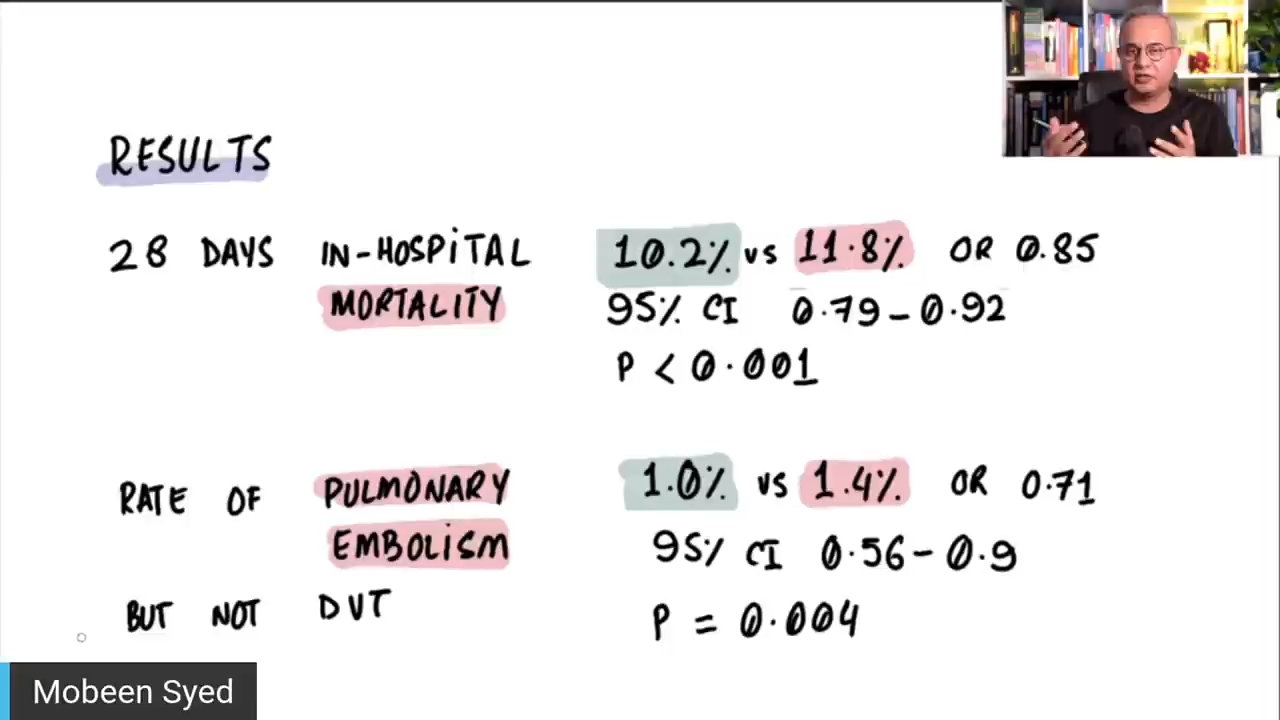 RESULTS
28 DAYS IN-HOSPITAL 10.2% vs 11.8% OR 0.85
MORTALITY 95% CI 0.79-0.92
P < 0.001
RATE OF PULMONARY 1.0% vs 1.4% OR 0.71
EMBOLISM 95% CI 0.56-0.9
BUT NOT DVT P = 0.004
Mobeen Syed